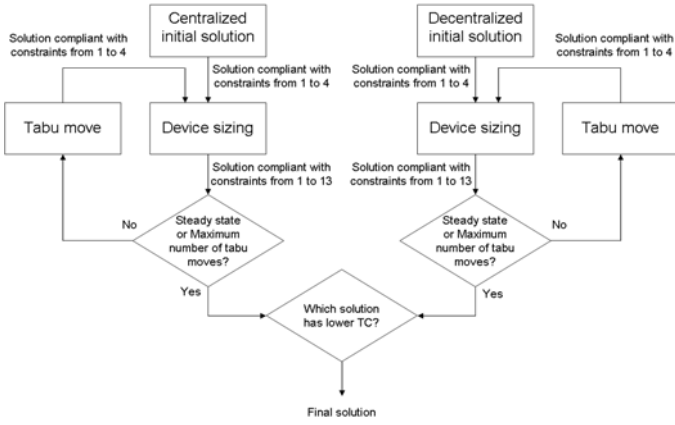 Centralized
initial solution
Decentralized
initial solution
Solution compliant with
constraints from 1 to 4
Solution compliant with
constraints from 1 to 4
Solution compliant with
constraints from 1 to 4
Solution compliant with
constraints from 1 to 4
Tabu move
Device sizing
Device sizing
Tabu move
Solution compliant with
constraints from 1 to 13
Solution compliant with
constraints from 1 to 13
No
Steady state
or Maximum
number of tabu
moves?
Steady state
or Maximum
number of tabu
moves?
No
Yes
Yes
Which solution
has lower TC?
Final solution